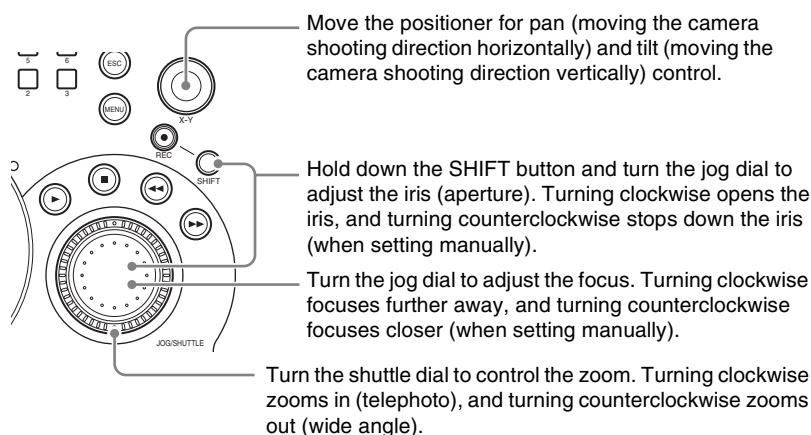 Move the positioner for pan (moving the camera
shooting direction horizontally) and tilt (moving the
camera shooting direction vertically) control.
5
6
ESC
2
3
MENU
X-Y
REC
SHIFT
Hold down the SHIFT button and turn the jog dial to
adjust the iris (aperture). Turning clockwise opens the
iris, and turning counterclockwise stops down the iris
(when setting manually).
Turn the jog dial to adjust the focus. Turning clockwise
focuses further away, and turning counterclockwise
focuses closer (when setting manually).
JOG/SHUTTLE
Turn the shuttle dial to control the zoom. Turning clockwise
zooms in (telephoto), and turning counterclockwise zooms
out (wide angle).